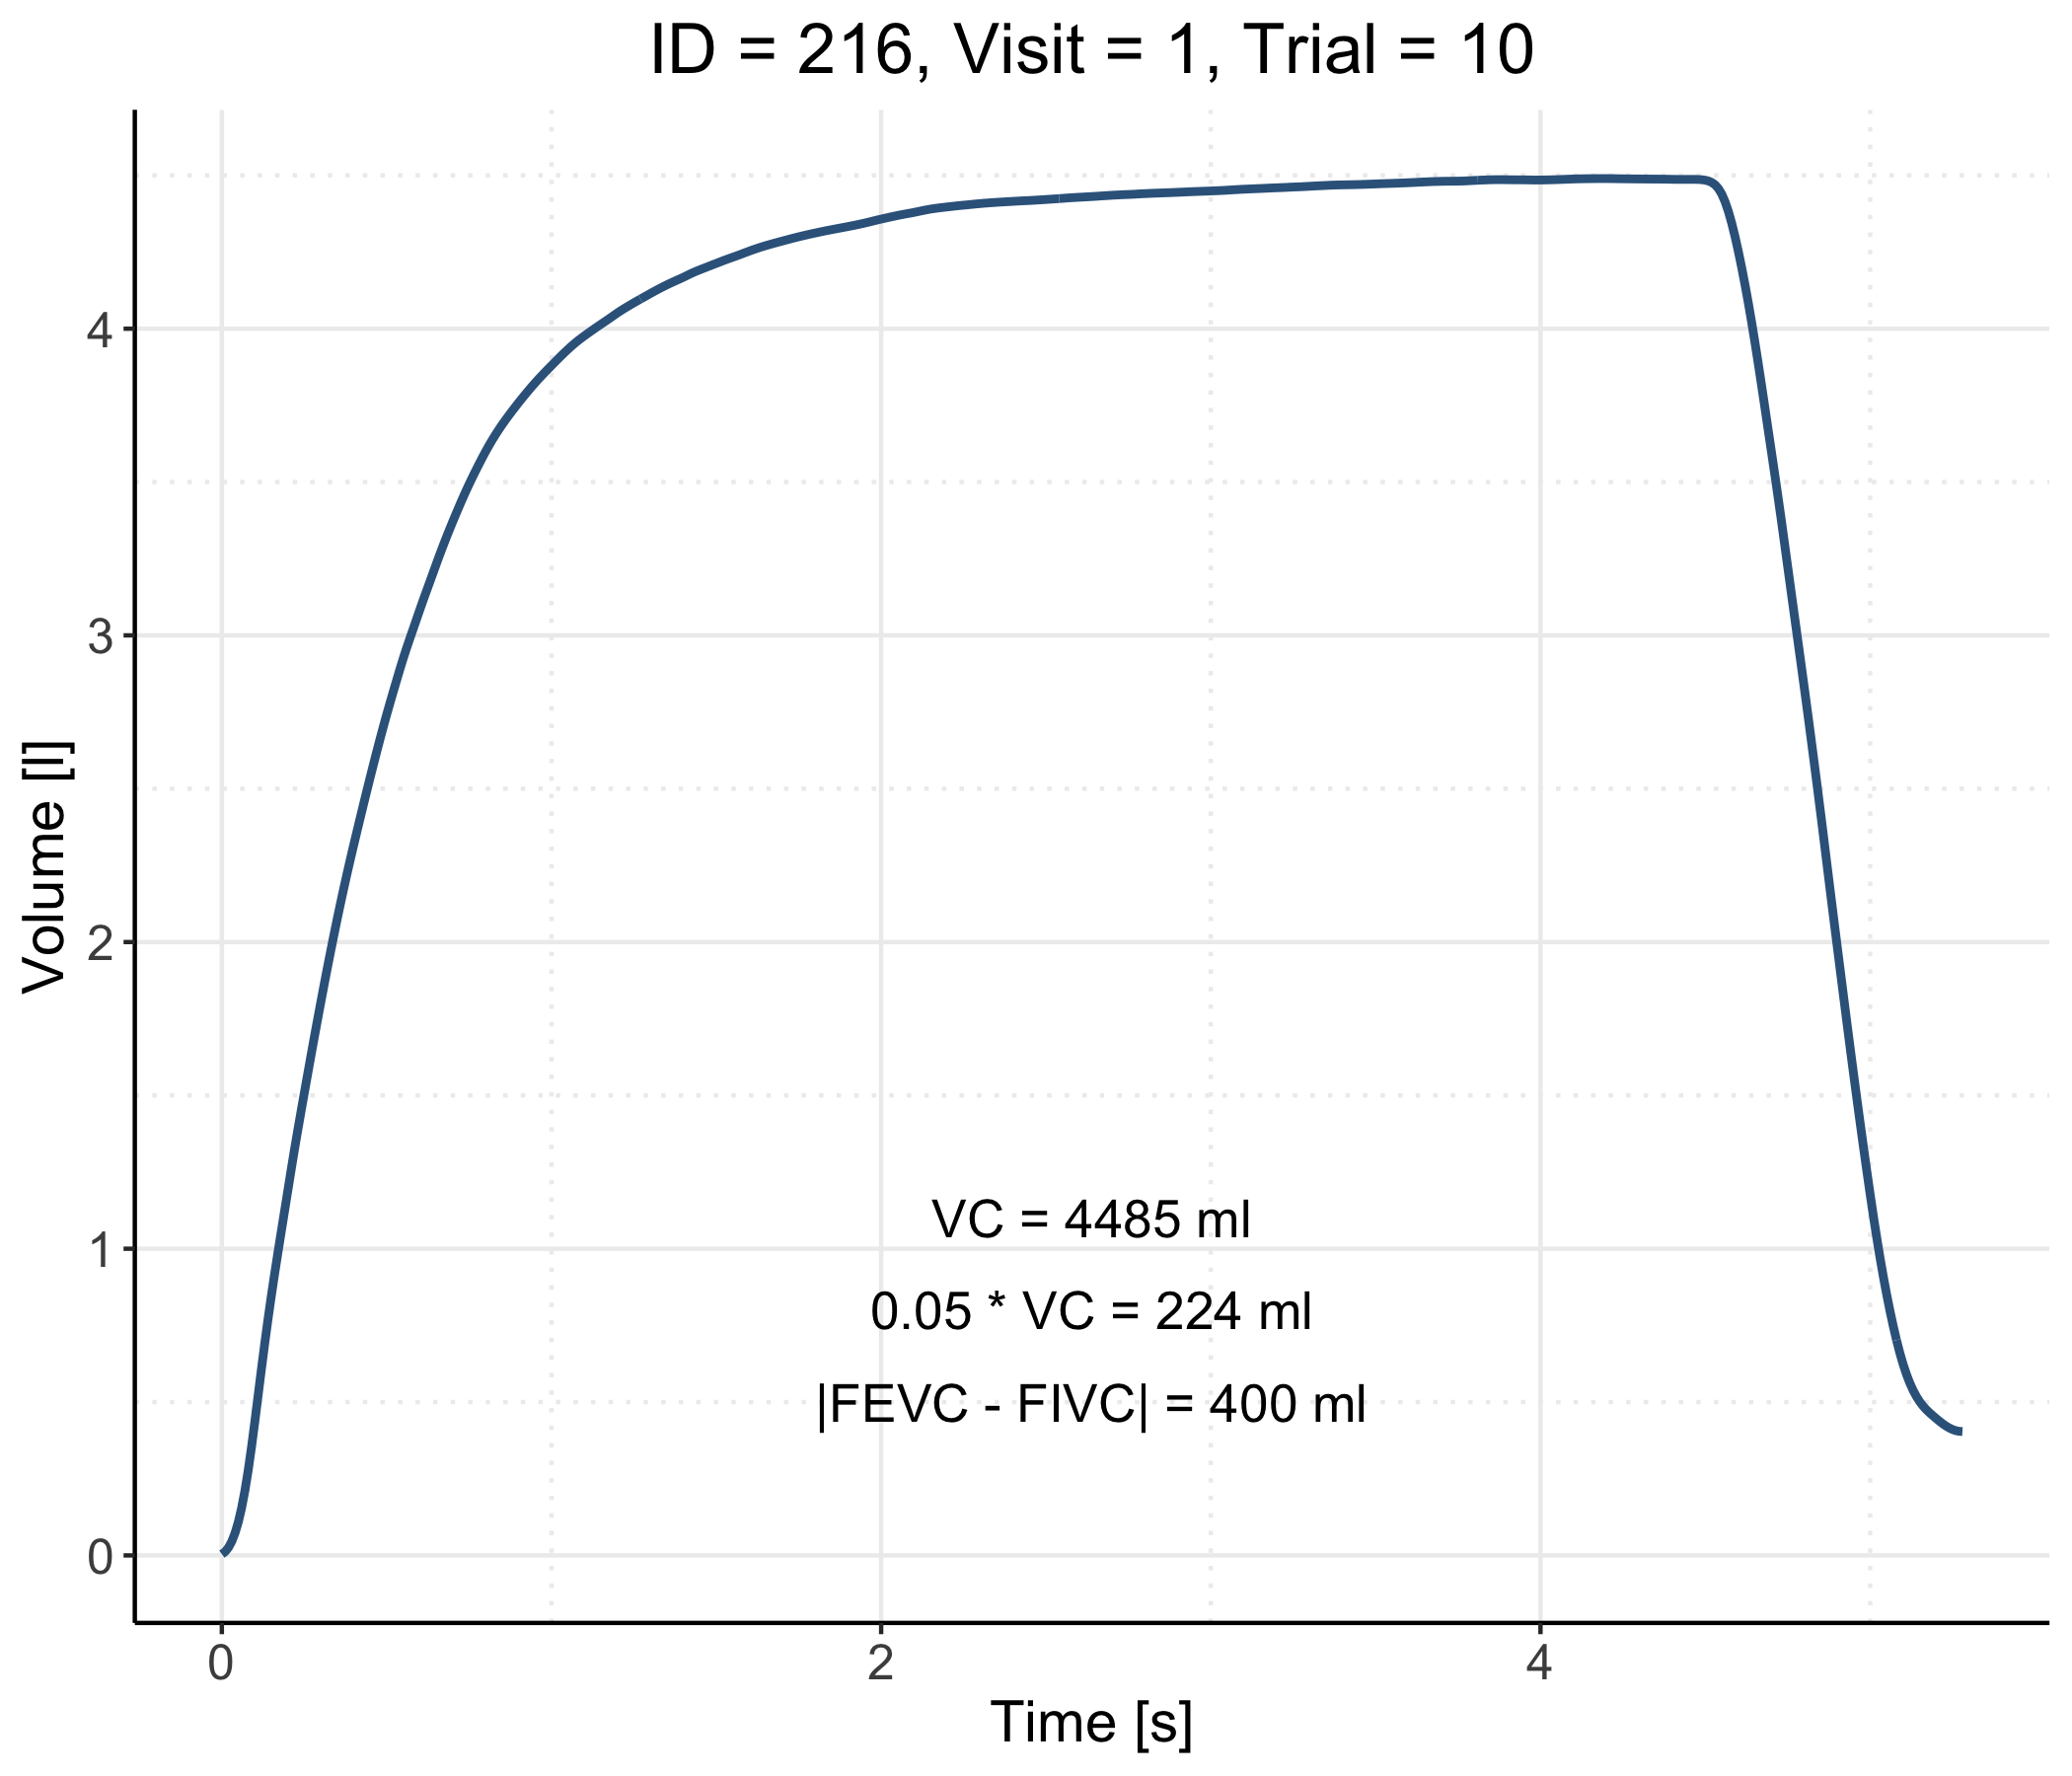 ID = 216, Visit = 1, Trial = 10
4
3
2
1
0
Volume [l]
VC = 4485 ml
0.05 * VC = 224 ml
|FEVC - FIVC| = 400 ml
0
2
4
Time [s]